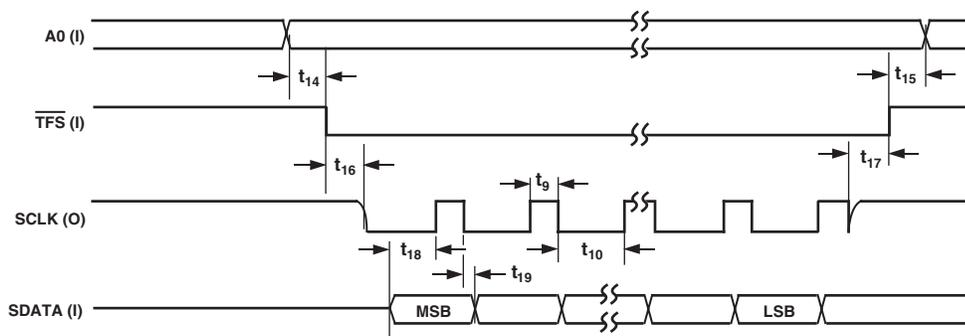 A0 (I)
t14
t15
TFS (I)
t16
t17
t9
SCLK (O)
t18
t10
t19
SDATA (I)
MSB
LSB